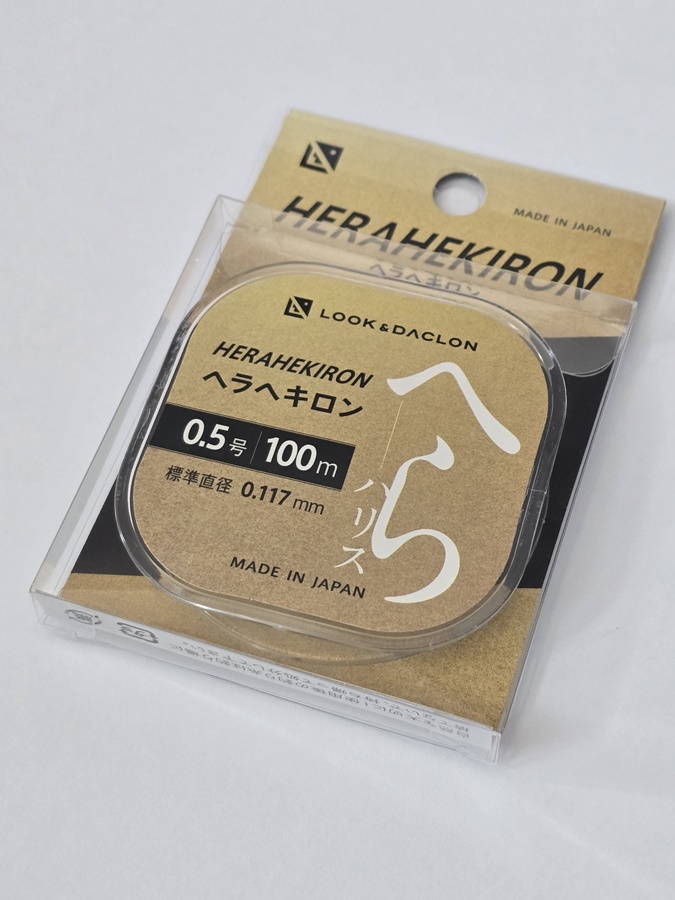 MADE IN JAPAN
HERAHEKIRON
ヘラヘキロン
LOOK&DACLON
HERAHEKIRON
ヘラヘキロン
0.5号 100m
標準直径 0.117mm
へら
ハリス
MADE IN JAPAN